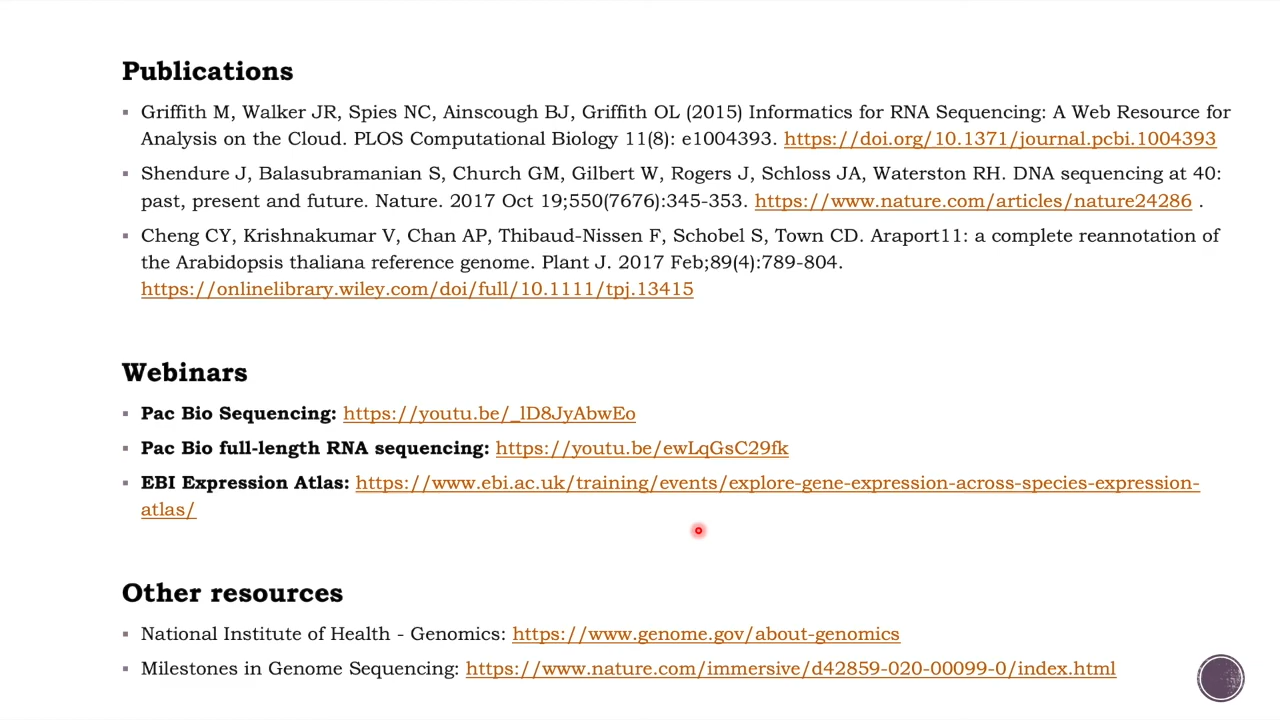 Publications
Griffith M, Walker JR, Spies NC, Ainscough BJ, Griffith OL (2015) Informatics for RNA Sequencing: A Web Resource for
Analysis on the Cloud. PLOS Computational Biology 11(8): e1004393. https://doi.org/10.1371/journal.pcbi.1004393
Shendure J, Balasubramanian S, Church GM, Gilbert W, Rogers J, Schloss JA, Waterston RH. DNA sequencing at 40:
past, present and future. Nature. 2017 Oct 19;550(7676):345-353. https://www.nature.com/articles/nature24286 .
Cheng CY, Krishnakumar V, Chan AP, Thibaud-Nissen F, Schobel S, Town CD. Araport11: a complete reannotation of
the Arabidopsis thaliana reference genome. Plant J. 2017 Feb;89(4):789-804.
https://onlinelibrary.wiley.com/doi/full/10.1111/tpj.13415
Webinars
Pac Bio Sequencing: https://youtu.be/_lD8JyAbwEo
Pac Bio full-length RNA sequencing: https://youtu.be/ewLqGsC29fk
EBI Expression Atlas: https://www.ebi.ac.uk/training/events/explore-gene-expression-across-species-expression-
atlas/
Other resources
National Institute of Health - Genomics: https://www.genome.gov/about-genomics
Milestones in Genome Sequencing: https://www.nature.com/immersive/d42859-020-00099-0/index.html